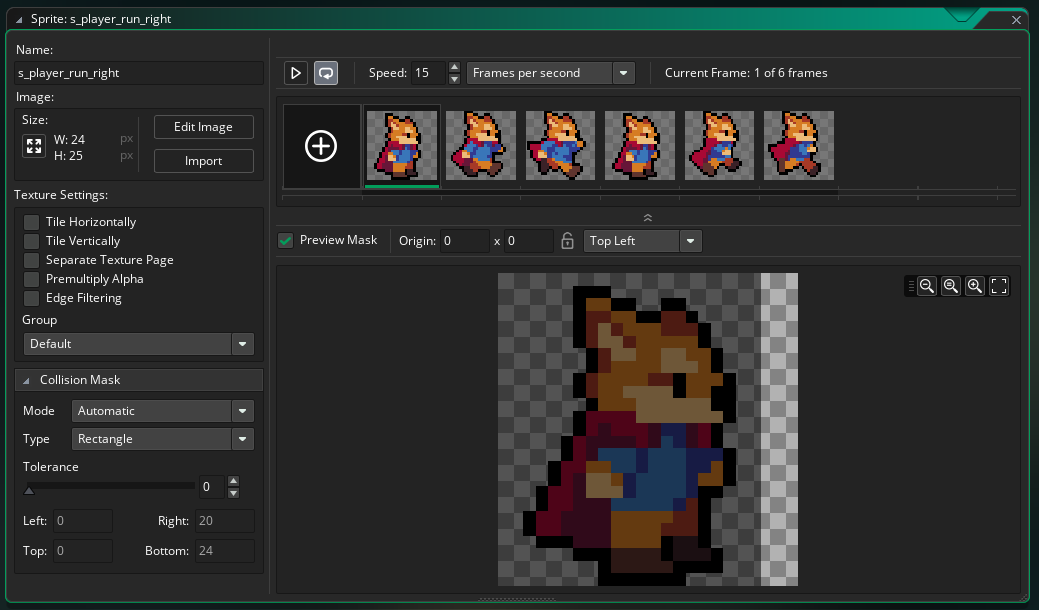 Sprite: s_player_run_right
Name:
s_player_run_right
Image:
Size:
W: 24 px
H: 25 px
Edit Image
Import
Texture Settings:
Tile Horizontally
Tile Vertically
Separate Texture Page
Premultiply Alpha
Edge Filtering
Group
Default
Collision Mask
Mode Automatic
Type Rectangle
Tolerance
0
Left: 0 Right: 20
Top: 0 Bottom: 24
Speed: 15 Frames per second Current Frame: 1 of 6 frames
Preview Mask Origin: 0 x 0 Top Left